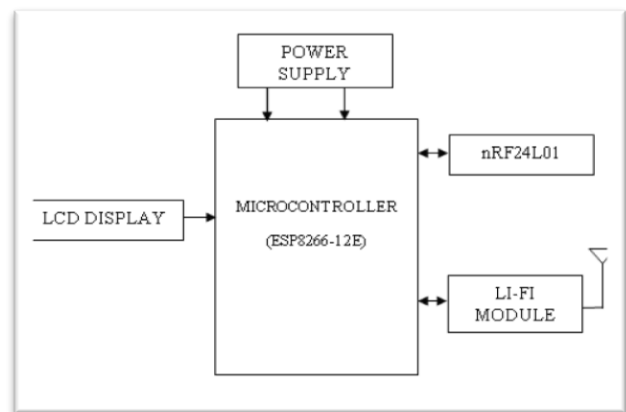 POWER
SUPPLY
nRF24L01
MICROCONTROLLER
(ESP8266-12E)
LCD DISPLAY
LI-FI
MODULE